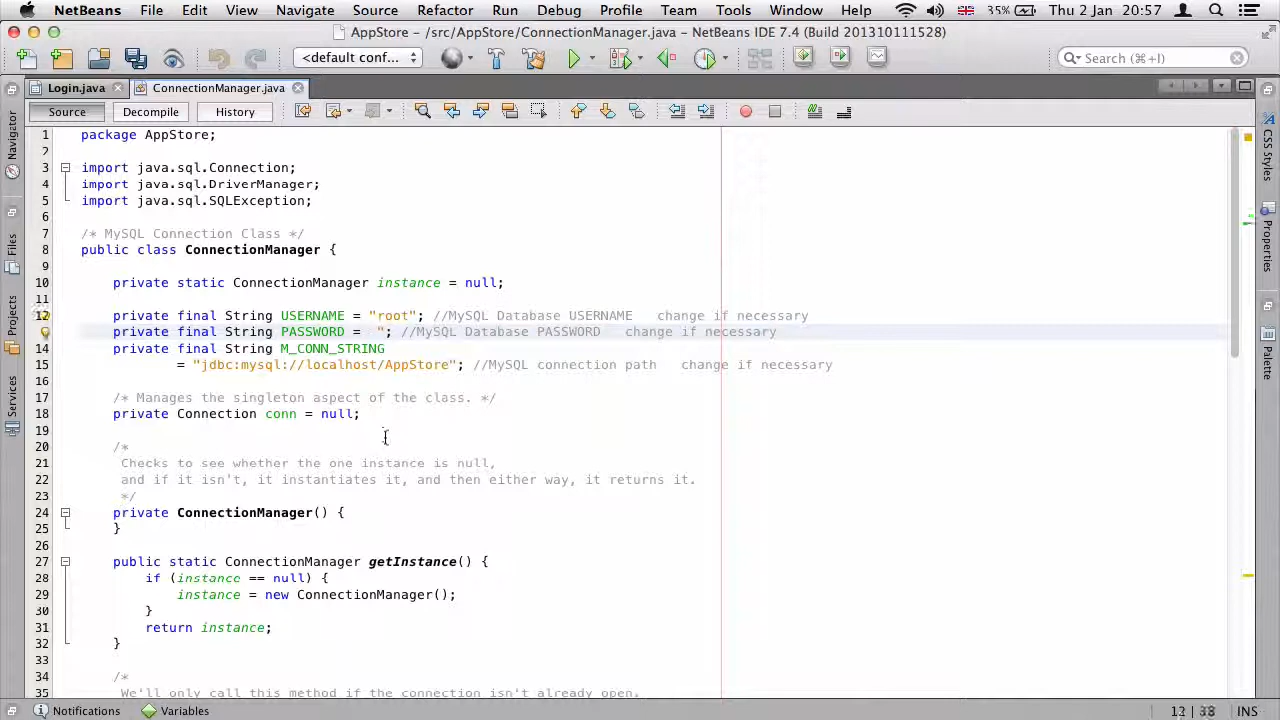 NetBeans File Edit View Navigate Source Refactor Run Debug Profile Team Tools Window Help 35% Thu 2 Jan 20:57
AppStore – /src/AppStore/ConnectionManager.java – NetBeans IDE 7.4 (Build 201310111528)
<default conf... Search (⌘+I)
Login.java ConnectionManager.java
Source Decompile History
Navigator
Files
Projects
Services
CSS Styles
Properties
Palette
1 package AppStore;
2
3 import java.sql.Connection;
4 import java.sql.DriverManager;
5 import java.sql.SQLException;
6
7 /* MySQL Connection Class */
8 public class ConnectionManager {
9
10 private static ConnectionManager instance = null;
11
12 private final String USERNAME = "root"; //MySQL Database USERNAME change if necessary
private final String PASSWORD = "; //MySQL Database PASSWORD change if necessary
14 private final String M_CONN_STRING
15 = "jdbc:mysql://localhost/AppStore"; //MySQL connection path change if necessary
16
17 /* Manages the singleton aspect of the class. */
18 private Connection conn = null;
19
20 /*
21 Checks to see whether the one instance is null,
22 and if it isn't, it instantiates it, and then either way, it returns it.
23 */
24 private ConnectionManager() {
25 }
26
27 public static ConnectionManager getInstance() {
28 if (instance == null) {
29 instance = new ConnectionManager();
30 }
31 return instance;
32 }
33
34 /*
35 We'll only call this method if the connection isn't already open.
Notifications Variables 12 | 38 INS